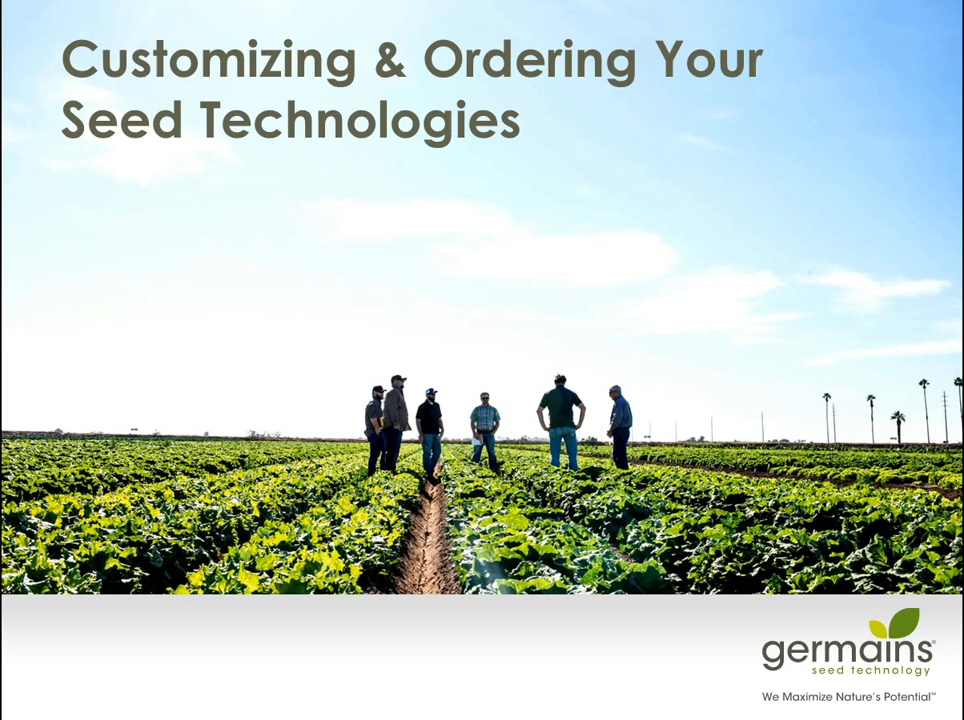 Customizing & Ordering Your
Seed Technologies
germains®
seed technology
We Maximize Nature's Potential™